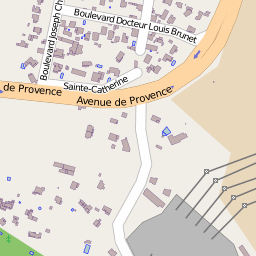 Boulevard Docteur Louis Brunet
Boulevard Joseph Ch
Sainte-Catherine
de Provence
Avenue de Provence